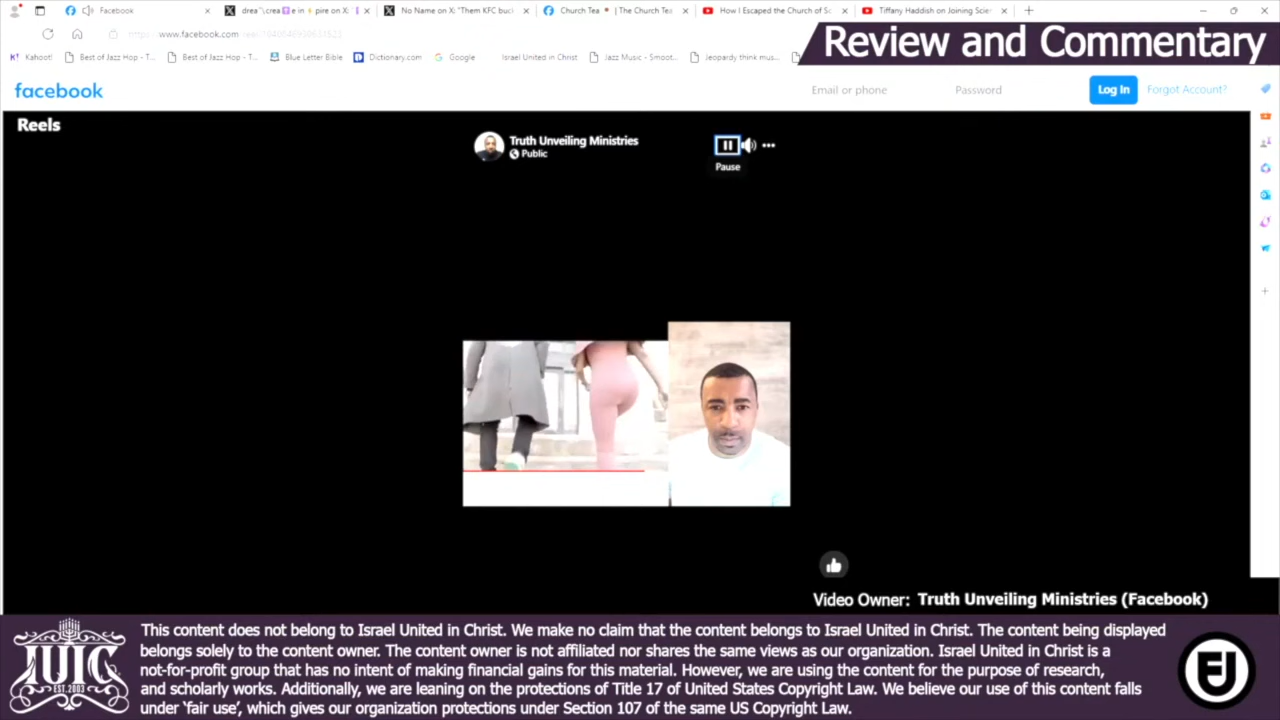 Facebook
drea
No Name on X: "Them KFC buci
Church Tea
The Church Tea
How I Escaped the Church of Sc
Tiffany Haddish on Joining Scien
www.facebook.com
Review and Commentary
Kahoot!
Best of Jazz Hop - T...
Best of Jazz Hop - T...
Blue Letter Bible
Dictionary.com
Google
Israel United in Christ
Jazz Music - Smoot...
Jeopardy think mus...
facebook
Email or phone
Password
Log In
Forgot Account?
Reels
Truth Unveiling Ministries
Public
Pause
Video Owner: Truth Unveiling Ministries (Facebook)
IUIC
EST.2003
This content does not belong to Israel United in Christ. We make no claim that the content belongs to Israel United in Christ. The content being displayed
belongs solely to the content owner. The content owner is not affiliated nor shares the same views as our organization. Israel United in Christ is a
not-for-profit group that has no intent of making financial gains for this material. However, we are using the content for the purpose of research,
and scholarly works. Additionally, we are leaning on the protections of Title 17 of United States Copyright Law. We believe our use of this content falls
under 'fair use', which gives our organization protections under Section 107 of the same US Copyright Law.